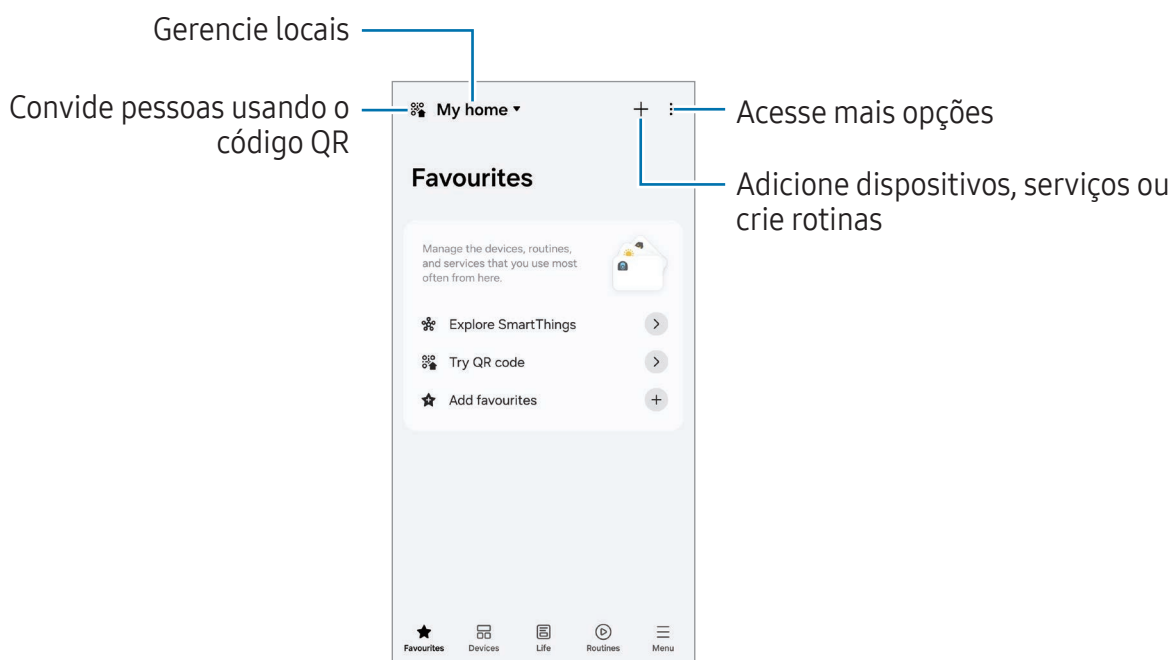 Gerencie locais
Convide pessoas usando o
código QR
My home
Acesse mais opções
Adicione dispositivos, serviços ou
crie rotinas
Favourites
Manage the devices, routines,
and services that you use most
often from here.
Explore SmartThings
Try QR code
Add favourites
Favourites Devices Life Routines Menu